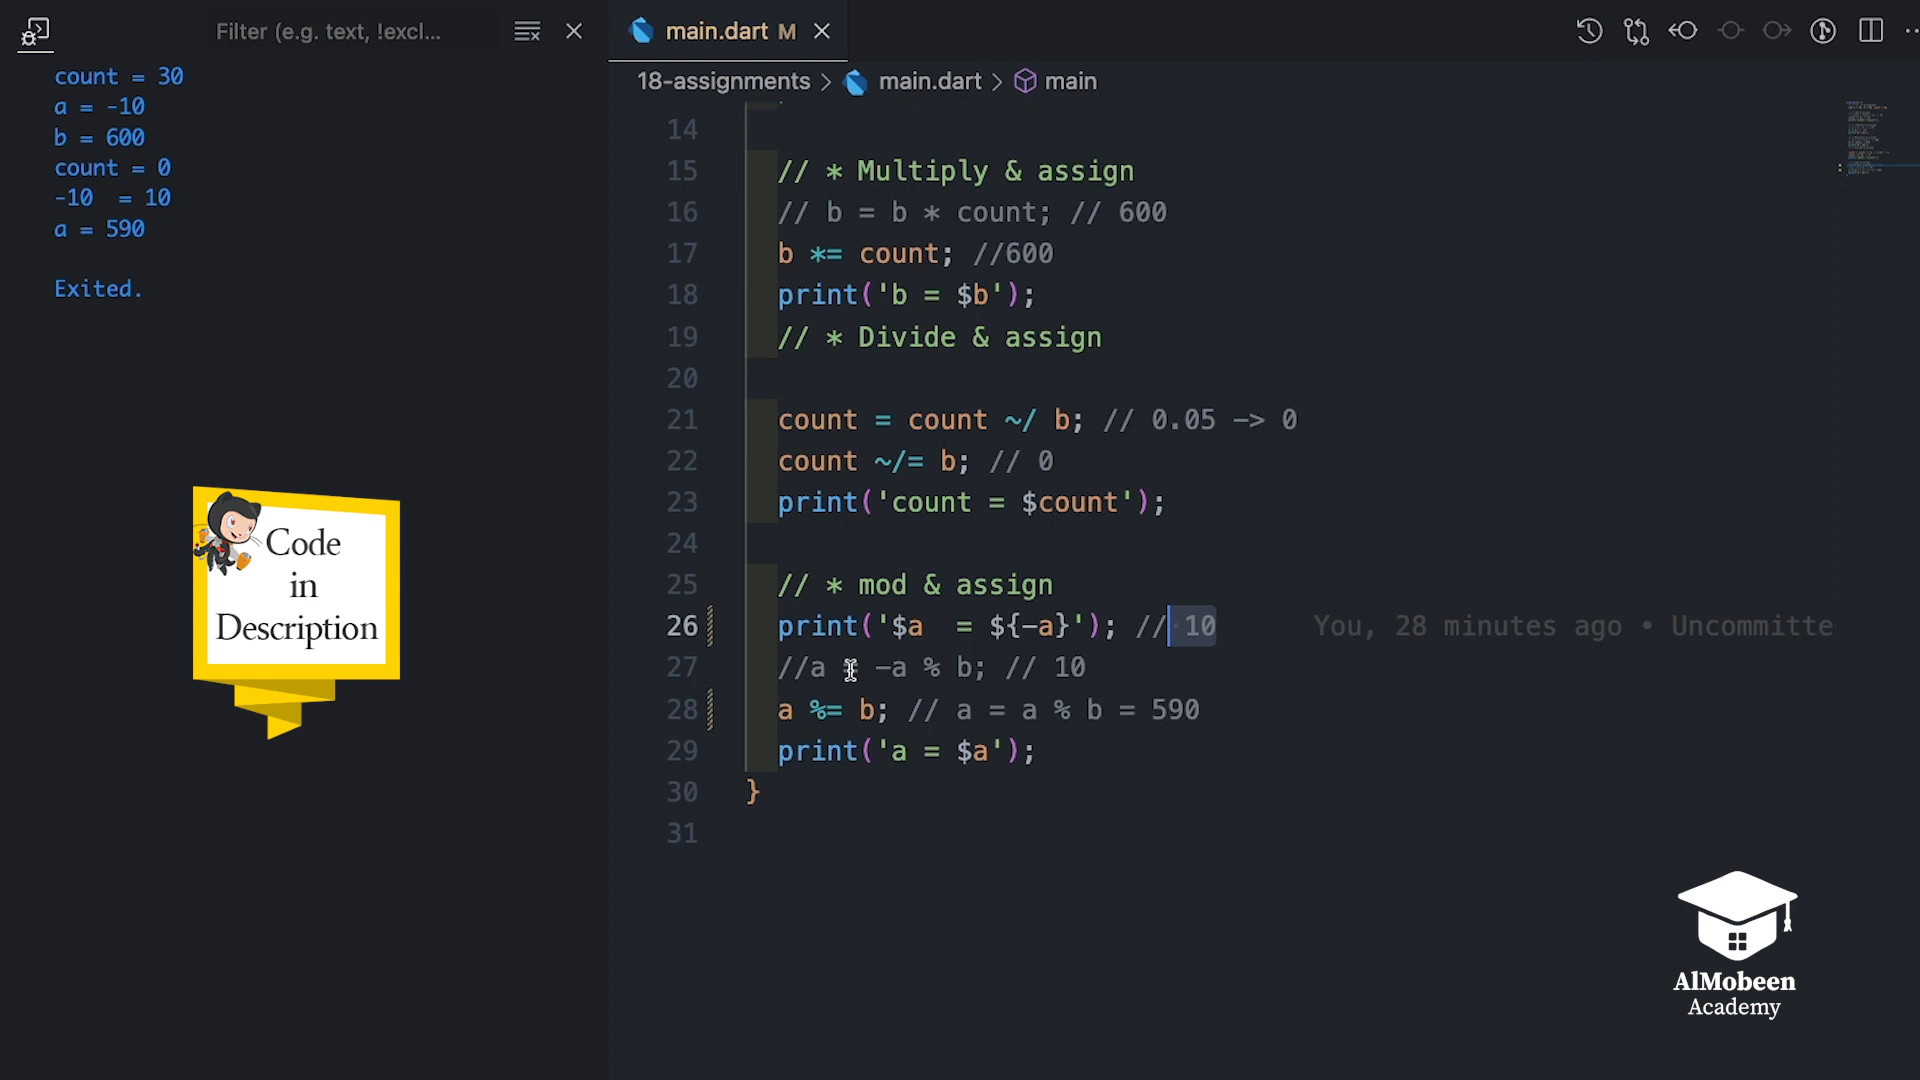 Filter (e.g. text, !excl...
count = 30
a = -10
b = 600
count = 0
-10  = 10
a = 590
Exited.
Code
in
Description
main.dart M
18-assignments > main.dart > main
14
15 // * Multiply & assign
16 // b = b * count; // 600
17 b *= count; //600
18 print('b = $b');
19 // * Divide & assign
20
21 count = count ~/ b; // 0.05 -> 0
22 count ~/= b; // 0
23 print('count = $count');
24
25 // * mod & assign
26 print('$a  = ${-a}'); // 10 You, 28 minutes ago • Uncommitte
27 //a = -a % b; // 10
28 a %= b; // a = a % b = 590
29 print('a = $a');
30 }
31
AlMobeen
Academy